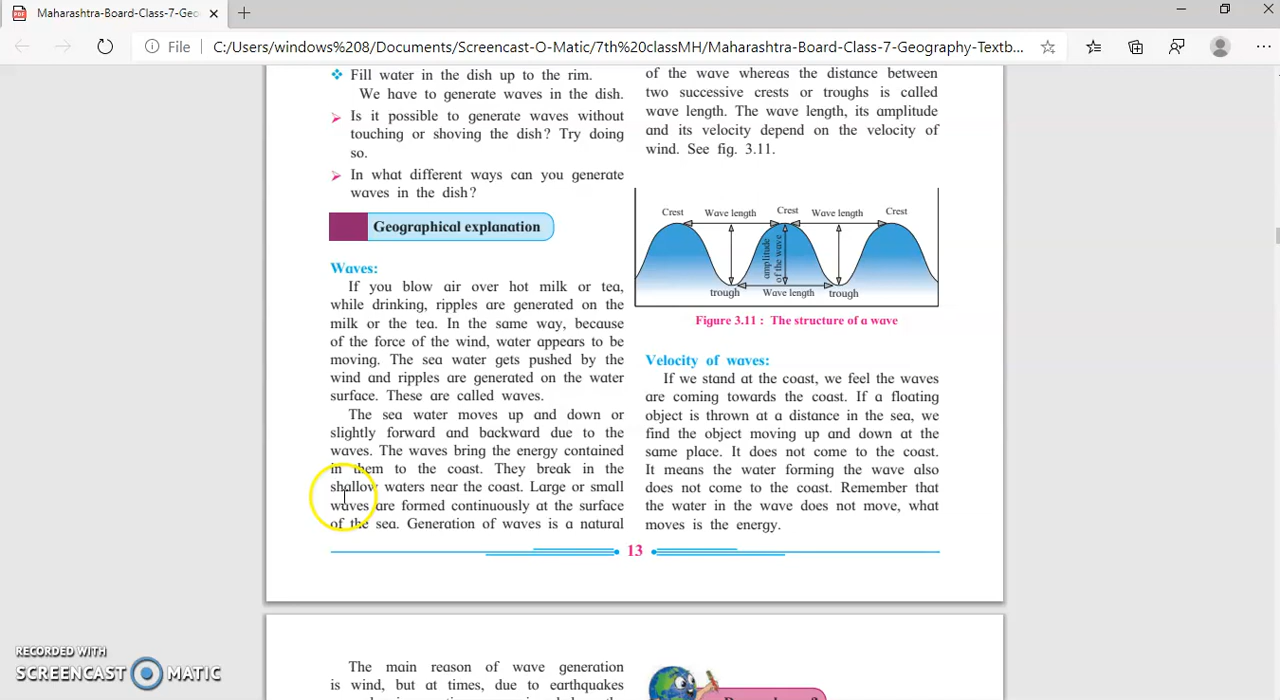 Maharashtra-Board-Class-7-Geo
File
C:/Users/windows%208/Documents/Screencast-O-Matic/7th%20classMH/Maharashtra-Board-Class-7-Geography-Textb...
Fill water in the dish up to the rim.
We have to generate waves in the dish.
Is it possible to generate waves without
touching or shoving the dish? Try doing
so.
In what different ways can you generate
waves in the dish?
Geographical explanation
Waves:
If you blow air over hot milk or tea,
while drinking, ripples are generated on the
milk or the tea. In the same way, because
of the force of the wind, water appears to be
moving. The sea water gets pushed by the
wind and ripples are generated on the water
surface. These are called waves.
The sea water moves up and down or
slightly forward and backward due to the
waves. The waves bring the energy contained
in them to the coast. They break in the
shallow waters near the coast. Large or small
waves are formed continuously at the surface
of the sea. Generation of waves is a natural
of the wave whereas the distance between
two successive crests or troughs is called
wave length. The wave length, its amplitude
and its velocity depend on the velocity of
wind. See fig. 3.11.
Crest Wave length Crest Wave length Crest
amplitude
of the wave
trough Wave length trough
Figure 3.11 : The structure of a wave
Velocity of waves:
If we stand at the coast, we feel the waves
are coming towards the coast. If a floating
object is thrown at a distance in the sea, we
find the object moving up and down at the
same place. It does not come to the coast.
It means the water forming the wave also
does not come to the coast. Remember that
the water in the wave does not move, what
moves is the energy.
13
The main reason of wave generation
is wind, but at times, due to earthquakes
RECORDED WITH
SCREENCAST MATIC